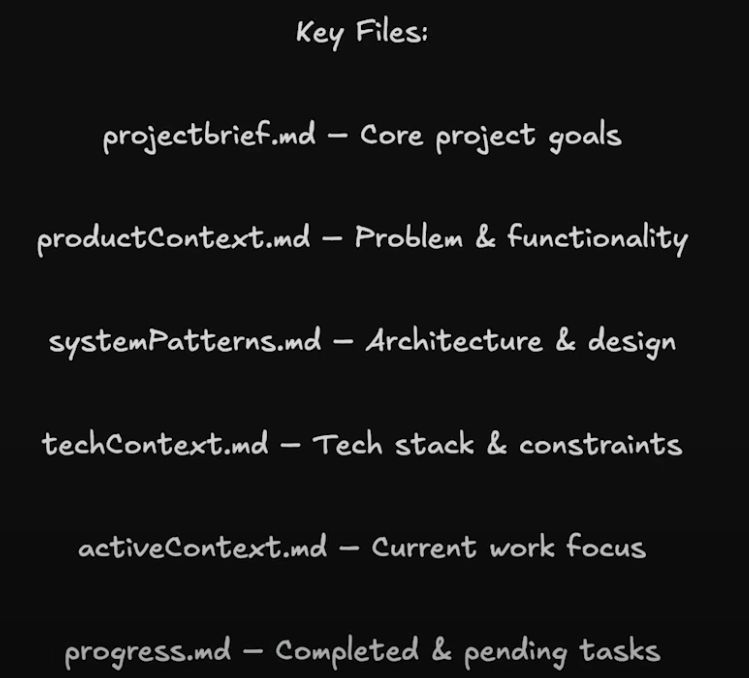 Key Files:
projectbrief.md – Core project goals
productContext.md – Problem & functionality
systemPatterns.md – Architecture & design
techContext.md – Tech stack & constraints
activeContext.md – Current work focus
progress.md – Completed & pending tasks